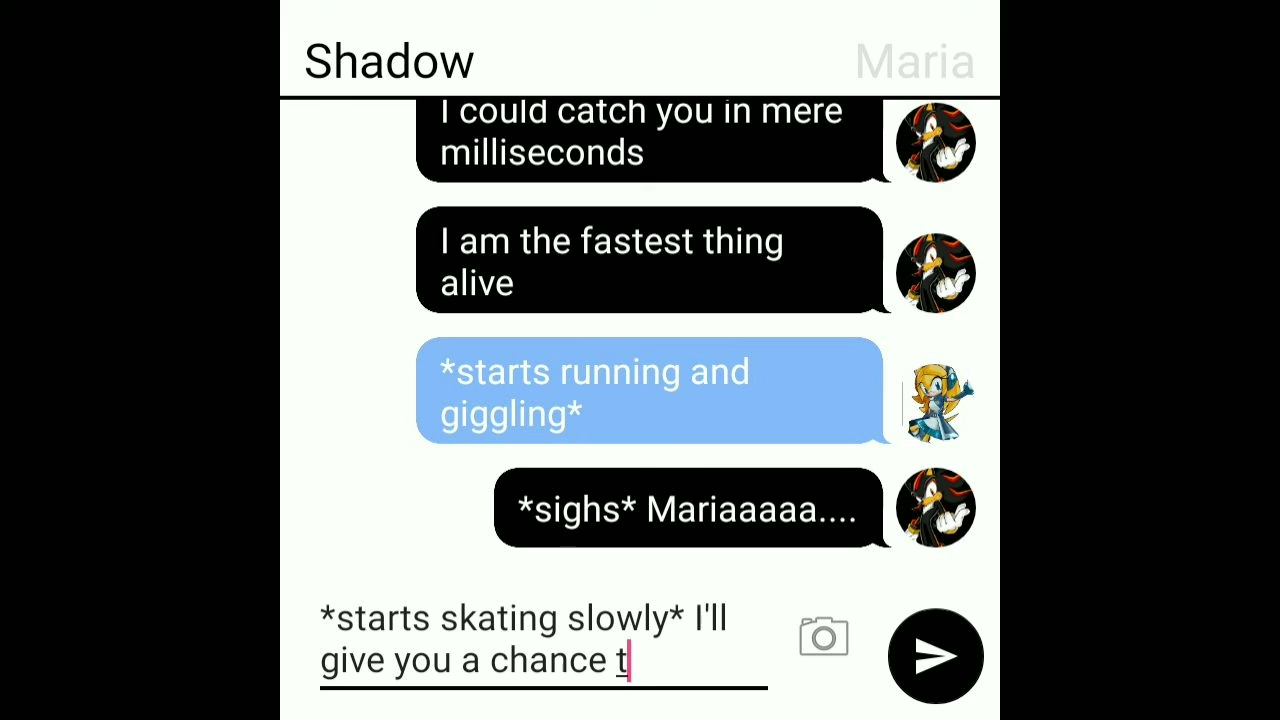 Shadow
Maria
I could catch you in mere
milliseconds
I am the fastest thing
alive
*starts running and
giggling*
*sighs* Mariaaaaa....
*starts skating slowly* I'll
give you a chance t